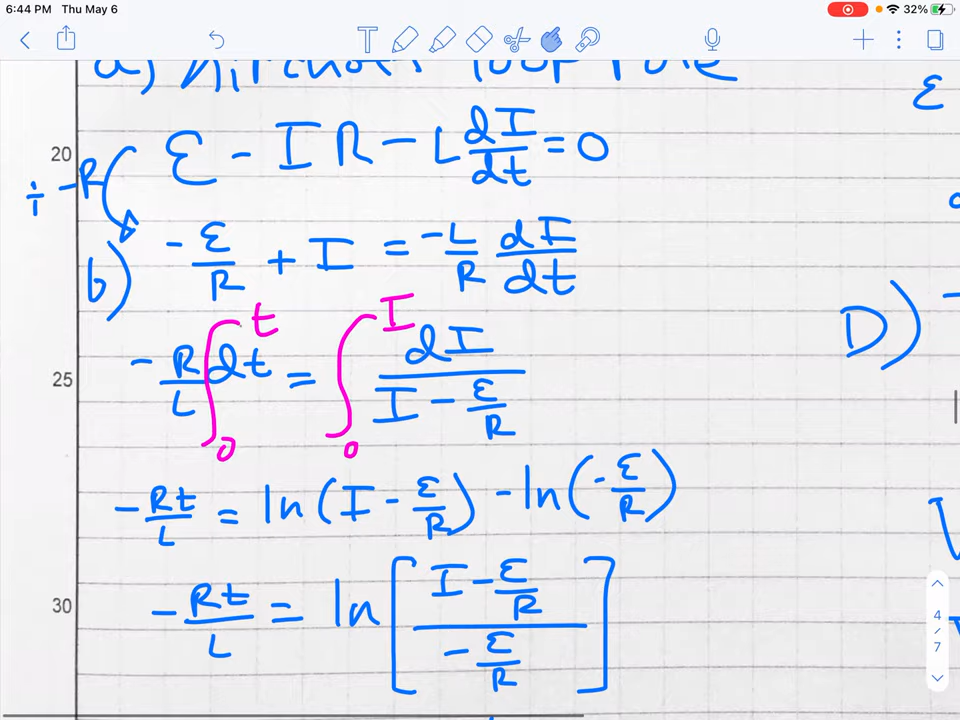 6:44 PM Thu May 6
32%
a) Kirchhoff loop rule
20
ε - IR - L dI/dt = 0
÷ -R
b) -ε/R + I = -L/R dI/dt
25
-R/L ∫₀ᵗ dt = ∫₀ᴵ dI/(I - ε/R)
-Rt/L = ln(I - ε/R) - ln(-ε/R)
30
-Rt/L = ln[(I - ε/R)/(-ε/R)]
ε
D)
4/7